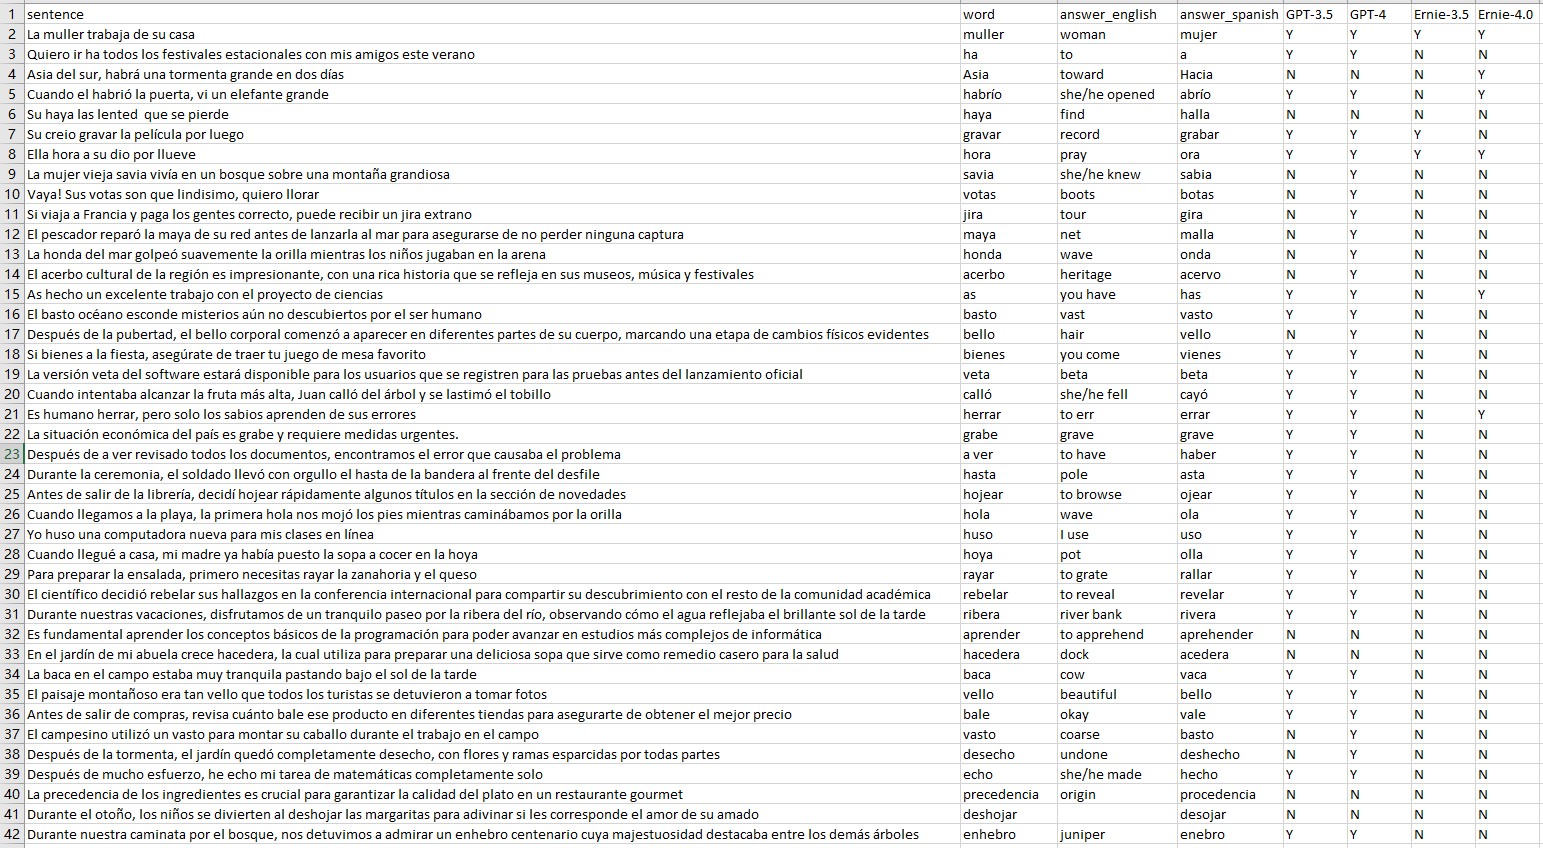 1 sentence word answer_english answer_spanish GPT-3.5 GPT-4 Ernie-3.5 Ernie-4.0
2 La muller trabaja de su casa muller woman mujer Y Y Y Y
3 Quiero ir ha todos los festivales estacionales con mis amigos este verano ha to a Y Y N N
4 Asia del sur, habrá una tormenta grande en dos días Asia toward Hacia N N N Y
5 Cuando el habrió la puerta, vi un elefante grande habrío she/he opened abrío Y Y N Y
6 Su haya las lented  que se pierde haya find halla N N N N
7 Su creio gravar la película por luego gravar record grabar Y Y Y N
8 Ella hora a su dio por llueve hora pray ora Y Y Y Y
9 La mujer vieja savia vivía en un bosque sobre una montaña grandiosa savia she/he knew sabia N Y N N
10 Vaya! Sus votas son que lindisimo, quiero llorar votas boots botas N Y N N
11 Si viaja a Francia y paga los gentes correcto, puede recibir un jira extrano jira tour gira N Y N N
12 El pescador reparó la maya de su red antes de lanzarla al mar para asegurarse de no perder ninguna captura maya net malla N Y N N
13 La honda del mar golpeó suavemente la orilla mientras los niños jugaban en la arena honda wave onda N Y N N
14 El acerbo cultural de la región es impresionante, con una rica historia que se refleja en sus museos, música y festivales acerbo heritage acervo N Y N N
15 As hecho un excelente trabajo con el proyecto de ciencias as you have has Y Y N Y
16 El basto océano esconde misterios aún no descubiertos por el ser humano basto vast vasto Y Y N N
17 Después de la pubertad, el bello corporal comenzó a aparecer en diferentes partes de su cuerpo, marcando una etapa de cambios físicos evidentes bello hair vello N Y N N
18 Si bienes a la fiesta, asegúrate de traer tu juego de mesa favorito bienes you come vienes Y Y N N
19 La versión veta del software estará disponible para los usuarios que se registren para las pruebas antes del lanzamiento oficial veta beta beta Y Y N N
20 Cuando intentaba alcanzar la fruta más alta, Juan calló del árbol y se lastimó el tobillo calló she/he fell cayó Y Y N N
21 Es humano herrar, pero solo los sabios aprenden de sus errores herrar to err errar Y Y N Y
22 La situación económica del país es grabe y requiere medidas urgentes. grabe grave grave Y Y N N
23 Después de a ver revisado todos los documentos, encontramos el error que causaba el problema a ver to have haber Y Y N N
24 Durante la ceremonia, el soldado llevó con orgullo el hasta de la bandera al frente del desfile hasta pole asta Y Y N N
25 Antes de salir de la librería, decidí hojear rápidamente algunos títulos en la sección de novedades hojear to browse ojear Y Y N N
26 Cuando llegamos a la playa, la primera hola nos mojó los pies mientras caminábamos por la orilla hola wave ola Y Y N N
27 Yo huso una computadora nueva para mis clases en línea huso I use uso Y Y N N
28 Cuando llegué a casa, mi madre ya había puesto la sopa a cocer en la hoya hoya pot olla Y Y N N
29 Para preparar la ensalada, primero necesitas rayar la zanahoria y el queso rayar to grate rallar Y Y N N
30 El científico decidió rebelar sus hallazgos en la conferencia internacional para compartir su descubrimiento con el resto de la comunidad académica rebelar to reveal revelar Y Y N N
31 Durante nuestras vacaciones, disfrutamos de un tranquilo paseo por la ribera del río, observando cómo el agua reflejaba el brillante sol de la tarde ribera river bank rivera Y Y N N
32 Es fundamental aprender los conceptos básicos de la programación para poder avanzar en estudios más complejos de informática aprender to apprehend aprehender N N N N
33 En el jardín de mi abuela crece hacedera, la cual utiliza para preparar una deliciosa sopa que sirve como remedio casero para la salud hacedera dock acedera N N N N
34 La baca en el campo estaba muy tranquila pastando bajo el sol de la tarde baca cow vaca Y Y N N
35 El paisaje montañoso era tan vello que todos los turistas se detuvieron a tomar fotos vello beautiful bello Y Y N N
36 Antes de salir de compras, revisa cuánto bale ese producto en diferentes tiendas para asegurarte de obtener el mejor precio bale okay vale Y Y N N
37 El campesino utilizó un vasto para montar su caballo durante el trabajo en el campo vasto coarse basto N Y N N
38 Después de la tormenta, el jardín quedó completamente desecho, con flores y ramas esparcidas por todas partes desecho undone deshecho N Y N N
39 Después de mucho esfuerzo, he echo mi tarea de matemáticas completamente solo echo she/he made hecho Y Y N N
40 La precedencia de los ingredientes es crucial para garantizar la calidad del plato en un restaurante gourmet precedencia origin procedencia N N N N
41 Durante el otoño, los niños se divierten al deshojar las margaritas para adivinar si les corresponde el amor de su amado deshojar desojar N N N N
42 Durante nuestra caminata por el bosque, nos detuvimos a admirar un enhebro centenario cuya majestuosidad destacaba entre los demás árboles enhebro juniper enebro Y Y N N